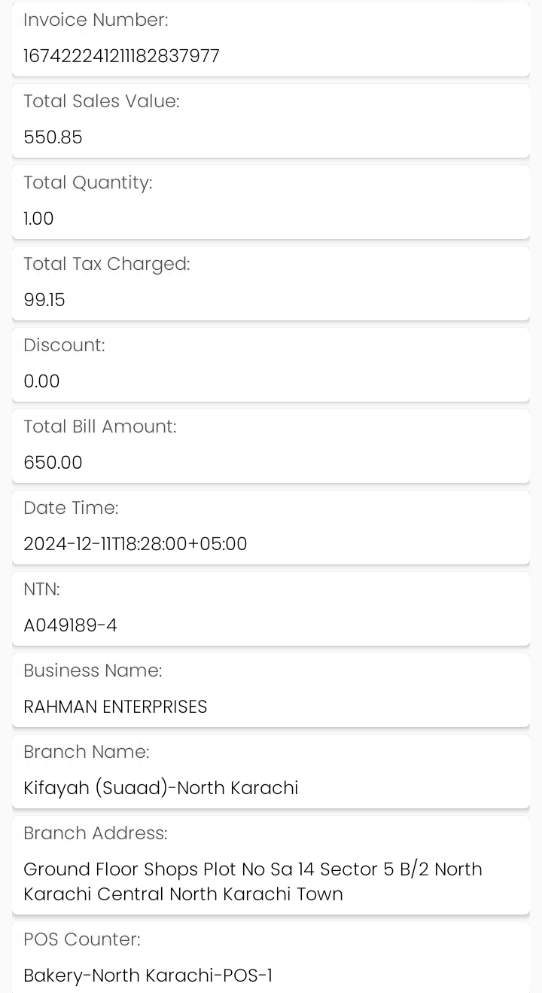 Invoice Number:
167422241211182837977
Total Sales Value:
550.85
Total Quantity:
1.00
Total Tax Charged:
99.15
Discount:
0.00
Total Bill Amount:
650.00
Date Time:
2024-12-11T18:28:00+05:00
NTN:
A049189-4
Business Name:
RAHMAN ENTERPRISES
Branch Name:
Kifayah (Suaad)-North Karachi
Branch Address:
Ground Floor Shops Plot No Sa 14 Sector 5 B/2 North
Karachi Central North Karachi Town
POS Counter:
Bakery-North Karachi-POS-1